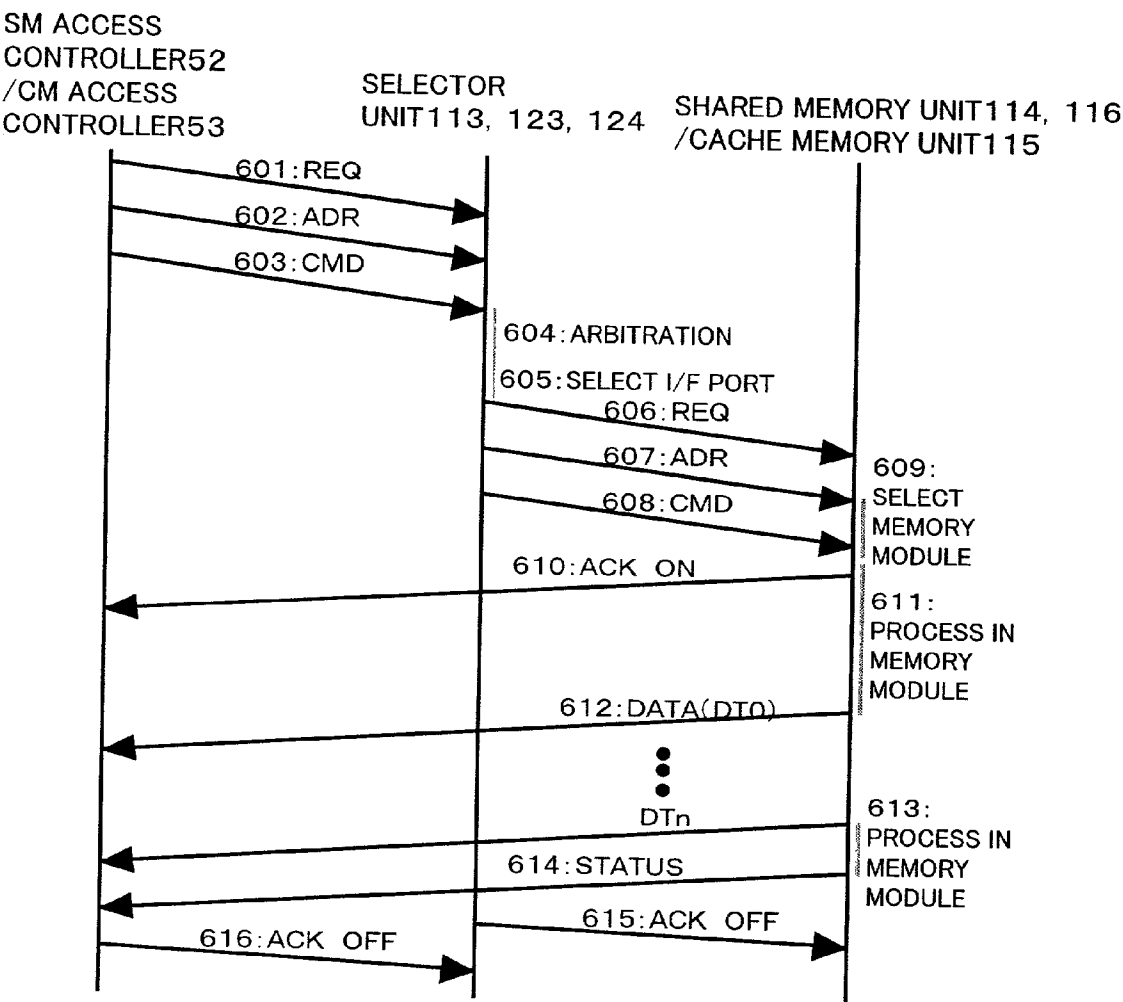 SM ACCESS
CONTROLLER52
/CM ACCESS
CONTROLLER53
SELECTOR
UNIT113, 123, 124
SHARED MEMORY UNIT114, 116
/CACHE MEMORY UNIT115
601:REQ
602:ADR
603:CMD
604:ARBITRATION
605:SELECT I/F PORT
606:REQ
607:ADR
608:CMD
609:
SELECT
MEMORY
MODULE
610:ACK ON
611:
PROCESS IN
MEMORY
MODULE
612:DATA(DT0)
DTn
613:
PROCESS IN
MEMORY
MODULE
614:STATUS
615:ACK OFF
616:ACK OFF